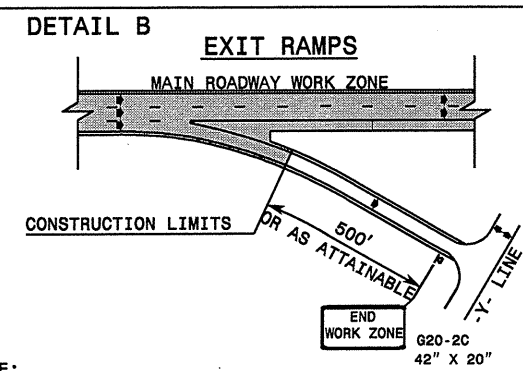 DETAIL B
EXIT RAMPS
MAIN ROADWAY WORK ZONE
CONSTRUCTION LIMITS
500'
OR AS ATTAINABLE
-Y- LINE
END
WORK ZONE
G20-2C
42" X 20"